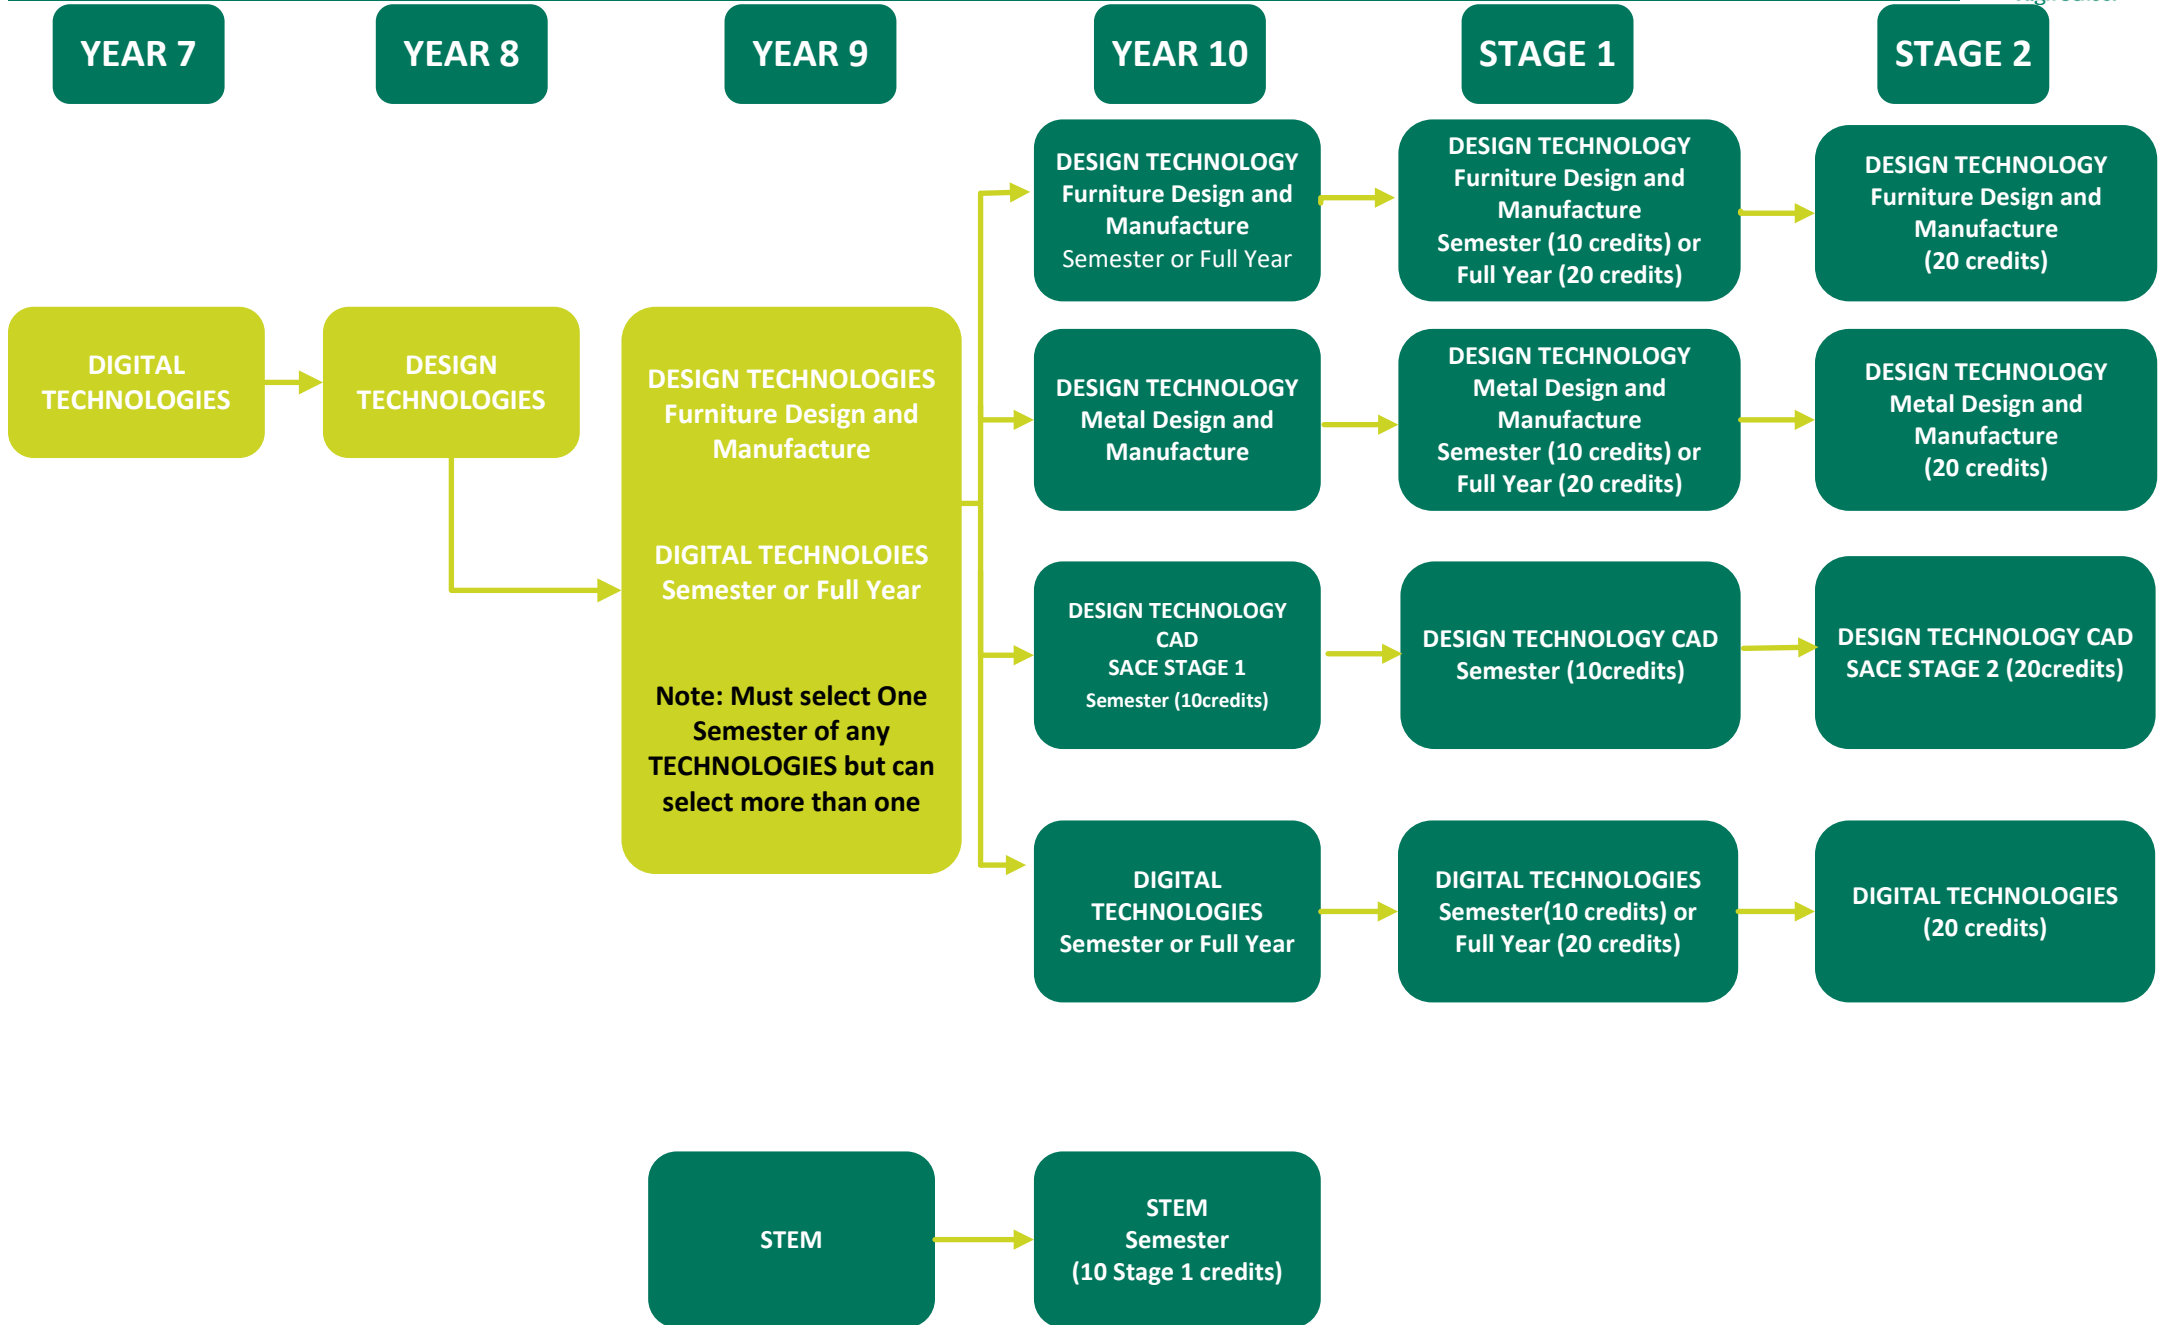 YEAR 7
YEAR 8
YEAR 9
YEAR 10
STAGE 1
STAGE 2
DIGITAL
TECHNOLOGIES
DESIGN
TECHNOLOGIES
DESIGN TECHNOLOGIES
Furniture Design and
Manufacture
DIGITAL TECHNOLOIES
Semester or Full Year
Note: Must select One
Semester of any
TECHNOLOGIES but can
select more than one
DESIGN TECHNOLOGY
Furniture Design and
Manufacture
Semester or Full Year
DESIGN TECHNOLOGY
Furniture Design and
Manufacture
Semester (10 credits) or
Full Year (20 credits)
DESIGN TECHNOLOGY
Furniture Design and
Manufacture
(20 credits)
DESIGN TECHNOLOGY
Metal Design and
Manufacture
DESIGN TECHNOLOGY
Metal Design and
Manufacture
Semester (10 credits) or
Full Year (20 credits)
DESIGN TECHNOLOGY
Metal Design and
Manufacture
(20 credits)
DESIGN TECHNOLOGY
CAD
SACE STAGE 1
Semester (10credits)
DESIGN TECHNOLOGY CAD
Semester (10credits)
DESIGN TECHNOLOGY CAD
SACE STAGE 2 (20credits)
DIGITAL
TECHNOLOGIES
Semester or Full Year
DIGITAL TECHNOLOGIES
Semester(10 credits) or
Full Year (20 credits)
DIGITAL TECHNOLOGIES
(20 credits)
STEM
STEM
Semester
(10 Stage 1 credits)